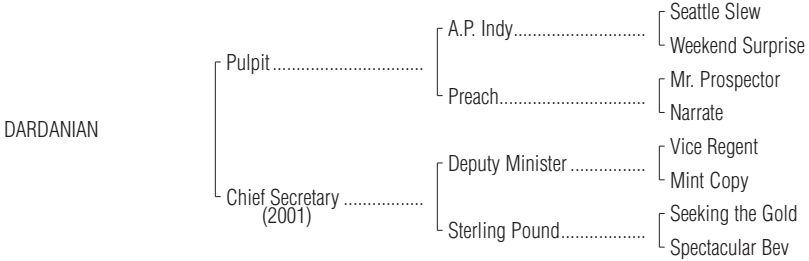 Seattle Slew
A.P. Indy............................
Weekend Surprise
Pulpit................................
Mr. Prospector
Preach...............................
Narrate
DARDANIAN
Vice Regent
Deputy Minister ................
Mint Copy
Chief Secretary .................
(2001)
Seeking the Gold
Sterling Pound..................
Spectacular Bev